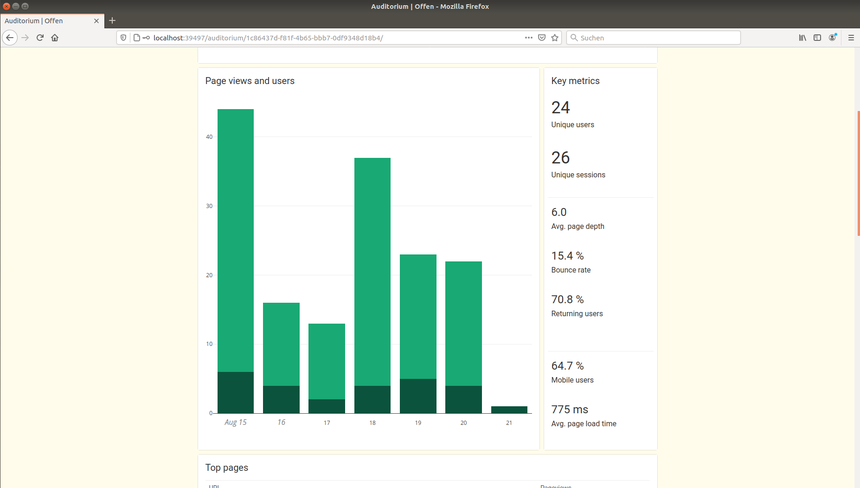 Auditorium | Offen - Mozilla Firefox
Auditorium | Offen
localhost:39497/auditorium/1c86437d-f81f-4b65-bbb7-0df9348d18b4/
Suchen
Page views and users
40
30
20
10
0
Aug 15
16
17
18
19
20
21
Key metrics
24
Unique users
26
Unique sessions
6.0
Avg. page depth
15.4 %
Bounce rate
70.8 %
Returning users
64.7 %
Mobile users
775 ms
Avg. page load time
Top pages
URL
Pageviews